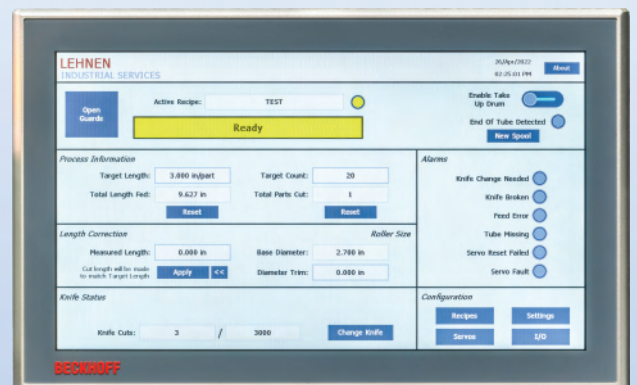 LEHNEN
INDUSTRIAL SERVICES
20/Apr/2022
02:25:01 PM
About
Open Guards
Active Recipe: TEST
Ready
Enable Take Up Drum
End Of Tube Detected
New Spool
Process Information
Target Length: 3.000 in/part
Target Count: 20
Total Length Fed: 9.627 in
Total Parts Cut: 1
Reset
Reset
Alarms
Knife Change Needed
Knife Broken
Feed Error
Tube Missing
Servo Reset Failed
Servo Fault
Length Correction
Roller Size
Measured Length: 0.000 in
Base Diameter: 2.700 in
Cut length will be made
to match Target Length
Apply <<
Diameter Trim: 0.000 in
Knife Status
Knife Cuts: 3 / 3000
Change Knife
Configuration
Recipes Settings
Servos I/O
BECKHOFF